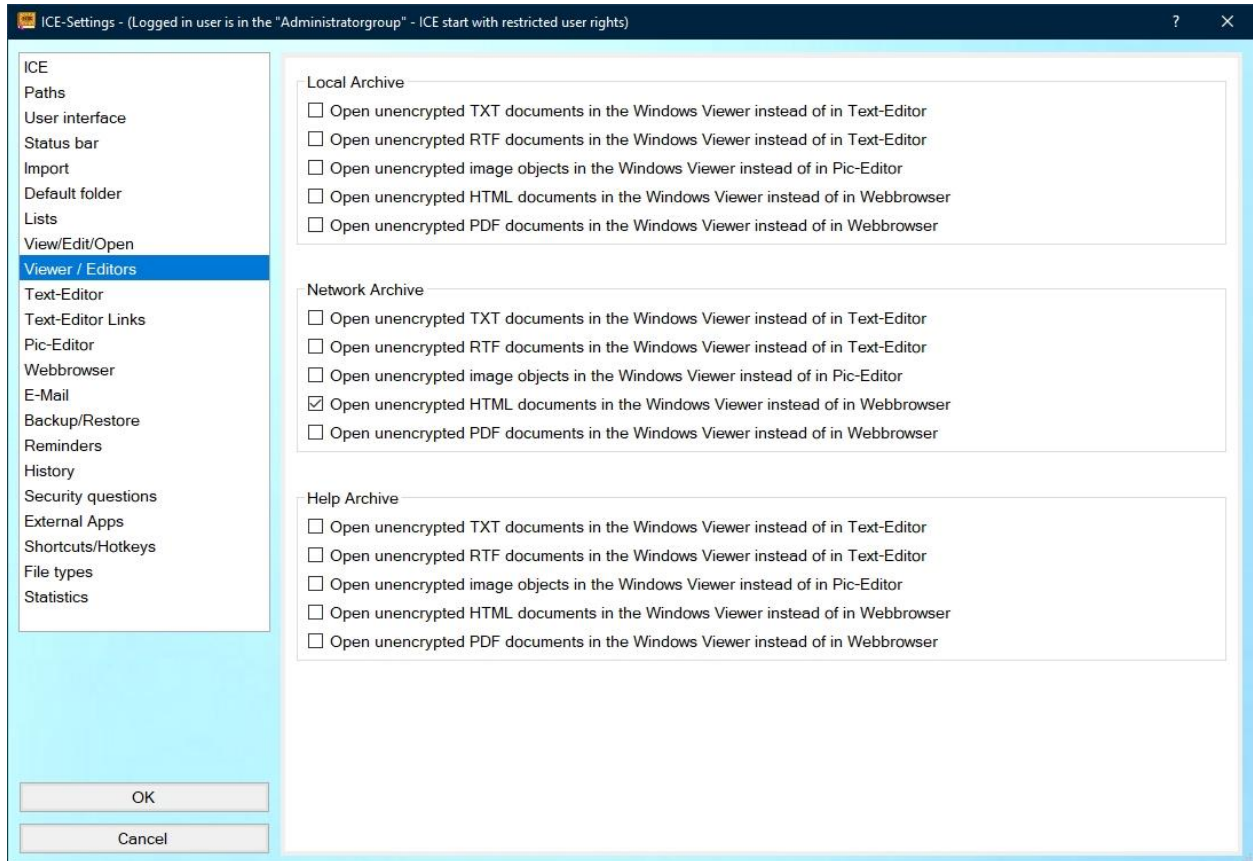 ICE-Settings - (Logged in user is in the "Administratorgroup" - ICE start with restricted user rights)
ICE
Paths
User interface
Status bar
Import
Default folder
Lists
View/Edit/Open
Viewer / Editors
Text-Editor
Text-Editor Links
Pic-Editor
Webbrowser
E-Mail
Backup/Restore
Reminders
History
Security questions
External Apps
Shortcuts/Hotkeys
File types
Statistics
OK
Cancel
Local Archive
Open unencrypted TXT documents in the Windows Viewer instead of in Text-Editor
Open unencrypted RTF documents in the Windows Viewer instead of in Text-Editor
Open unencrypted image objects in the Windows Viewer instead of in Pic-Editor
Open unencrypted HTML documents in the Windows Viewer instead of in Webbrowser
Open unencrypted PDF documents in the Windows Viewer instead of in Webbrowser
Network Archive
Open unencrypted TXT documents in the Windows Viewer instead of in Text-Editor
Open unencrypted RTF documents in the Windows Viewer instead of in Text-Editor
Open unencrypted image objects in the Windows Viewer instead of in Pic-Editor
Open unencrypted HTML documents in the Windows Viewer instead of in Webbrowser
Open unencrypted PDF documents in the Windows Viewer instead of in Webbrowser
Help Archive
Open unencrypted TXT documents in the Windows Viewer instead of in Text-Editor
Open unencrypted RTF documents in the Windows Viewer instead of in Text-Editor
Open unencrypted image objects in the Windows Viewer instead of in Pic-Editor
Open unencrypted HTML documents in the Windows Viewer instead of in Webbrowser
Open unencrypted PDF documents in the Windows Viewer instead of in Webbrowser